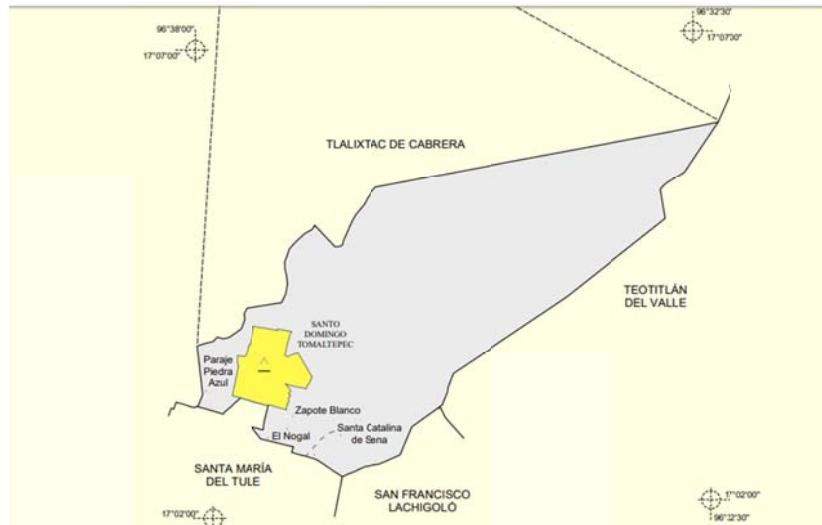 96°38'00"
17°07'00"
96°32'30"
17°07'00"
TLALIXTAC DE CABRERA
TEOTITLÁN
DEL VALLE
SANTO
DOMINGO
TOMALTEPEC
Paraje
Piedra
Azul
Zapote Blanco
El Nogal
Santa Catalina
de Sena
SANTA MARÍA
DEL TULE
SAN FRANCISCO
LACHIGOLÓ
17°02'00"
17°02'00"
96°32'30"